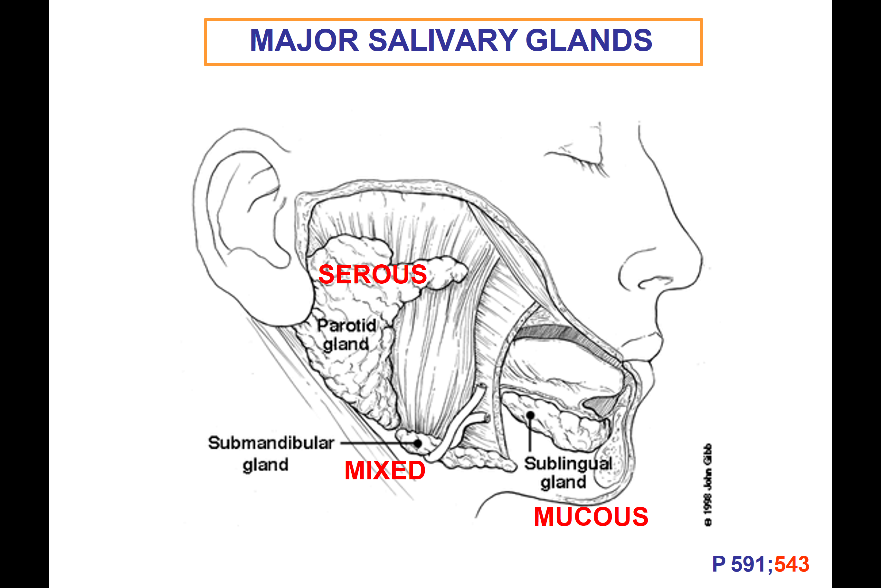 MAJOR SALIVARY GLANDS
SEROUS
Parotid
gland
Submandibular
gland
MIXED
Sublingual
gland
MUCOUS
© 1998 John Gibb
P 591;543